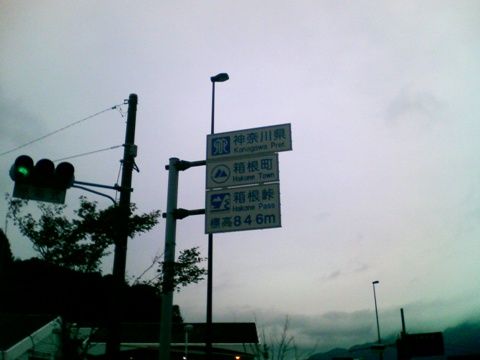 神奈川県
Kanagawa Pref.
箱根町
Hakone Town
箱根峠
Hakone Pass
標高846m